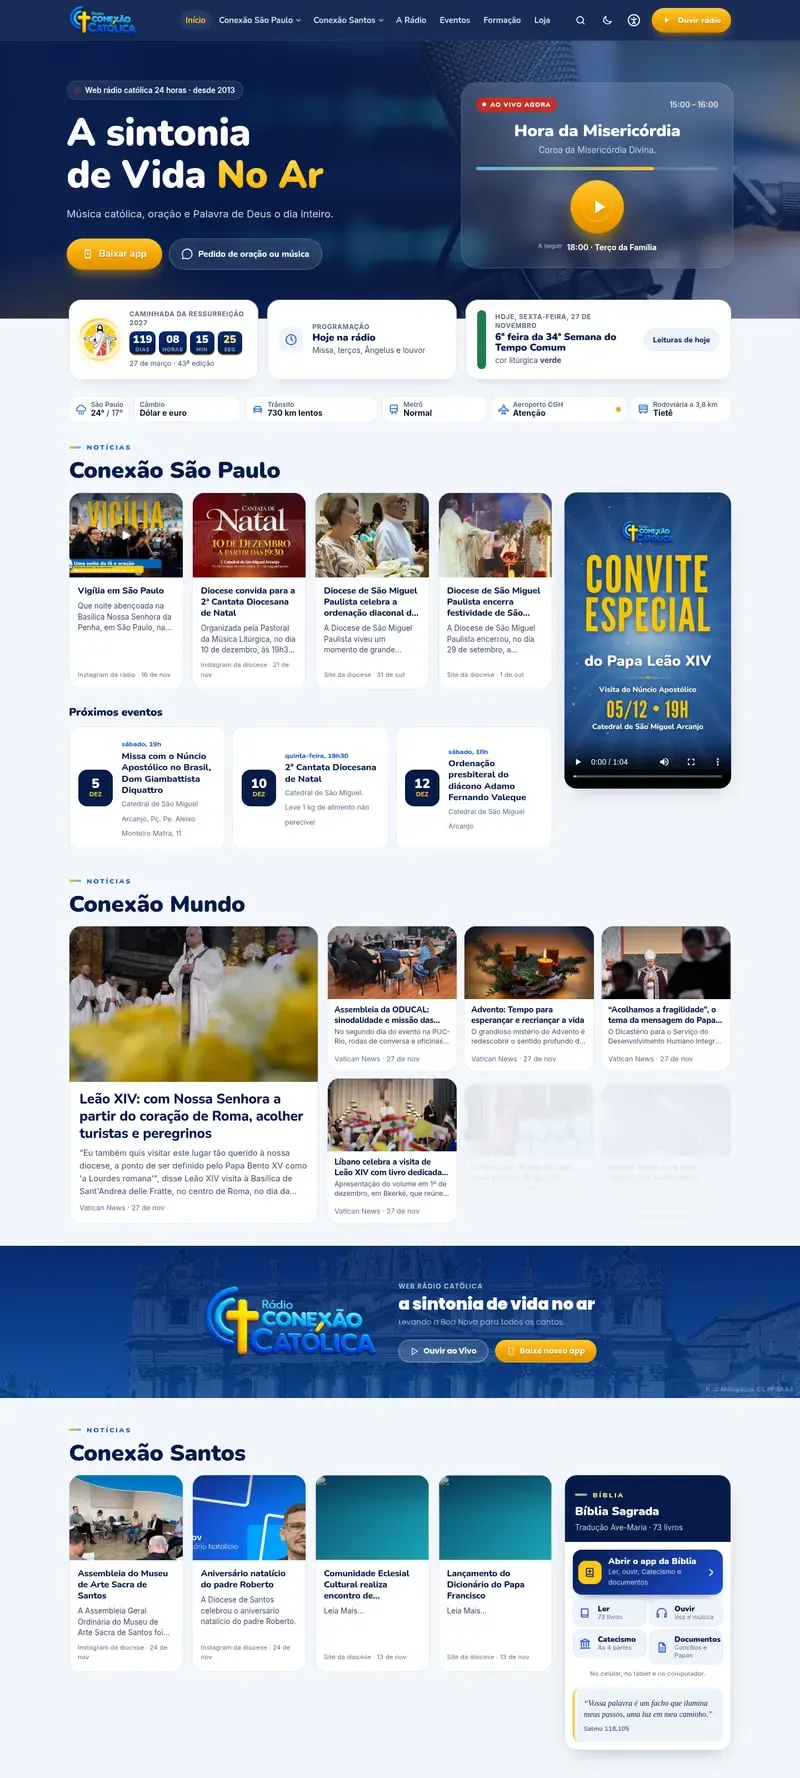 Rádio
CONEXÃO
CATÓLICA
Início
Conexão São Paulo
Conexão Santos
A Rádio
Eventos
Formação
Loja
Ouvir rádio
Web rádio católica 24 horas · desde 2013
A sintonia
de Vida No Ar
Música católica, oração e Palavra de Deus o dia inteiro.
Baixar app
Pedido de oração ou música
AO VIVO AGORA
15:00 – 16:00
Hora da Misericórdia
Coroa da Misericórdia Divina.
A seguir 18:00 · Terço da Família
CAMINHADA DA RESSURREIÇÃO
2027
119 08 15 25
DIAS HORAS MIN SEG
27 de março · 43ª edição
PROGRAMAÇÃO
Hoje na rádio
Missa, terços, Ângelus e louvor
HOJE, SEXTA-FEIRA, 27 DE
NOVEMBRO
6ª feira da 34ª Semana do
Tempo Comum
cor litúrgica verde
Leituras de hoje
São Paulo
24° / 17°
Câmbio
Dólar e euro
Trânsito
730 km lentos
Metrô
Normal
Aeroporto CGH
Atenção
Rodoviária a 3,8 km
Tietê
NOTÍCIAS
Conexão São Paulo
VIGÍLIA
Uma noite de fé e oração
Vigília em São Paulo
Que noite abençoada na
Basílica Nossa Senhora da
Penha, em São Paulo, na...
Instagram da rádio · 16 de nov
CANTATA DE
Natal
10 DE DEZEMBRO
A PARTIR DAS 19:30
Catedral de São Miguel Arcanjo
Diocese convida para a
2ª Cantata Diocesana
de Natal
Organizada pela Pastoral
da Música Litúrgica, no dia
10 de dezembro, às 19h3...
Instagram da diocese · 21 de
nov
Diocese de São Miguel
Paulista celebra a
ordenação diaconal d...
A Diocese de São Miguel
Paulista viveu um
momento de grande...
Site da diocese · 31 de out
Diocese de São Miguel
Paulista encerra
festividade de São...
A Diocese de São Miguel
Paulista encerrou, no dia
29 de setembro, a...
Site da diocese · 1 de out
Rádio
CONEXÃO
CATÓLICA
CONVITE
ESPECIAL
do Papa Leão XIV
Visita do Núncio Apostólico
05/12 • 19H
Catedral de São Miguel Arcanjo
0:00 / 1:04
Próximos eventos
5
DEZ
sábado, 19h
Missa com o Núncio
Apostólico no Brasil,
Dom Giambattista
Diquattro
Catedral de São Miguel
Arcanjo, Pç. Pe. Aleixo
Monteiro Mafra, 11
10
DEZ
quinta-feira, 19h30
2ª Cantata Diocesana
de Natal
Catedral de São Miguel.
Leve 1 kg de alimento não
perecível
12
DEZ
sábado, 10h
Ordenação
presbiteral do
diácono Adamo
Fernando Valeque
Catedral de São Miguel
Arcanjo
NOTÍCIAS
Conexão Mundo
Leão XIV: com Nossa Senhora a
partir do coração de Roma, acolher
turistas e peregrinos
"Eu também quis visitar este lugar tão querido à nossa
diocese, a ponto de ser definido pelo Papa Bento XV como
'a Lourdes romana'", disse Leão XIV visita à Basílica de
Sant'Andrea delle Fratte, no centro de Roma, no dia da...
Vatican News · 27 de nov
Assembleia da ODUCAL:
sinodalidade e missão das...
No segundo dia do evento na PUC-
Rio, rodas de conversa e oficinas...
Vatican News · 27 de nov
Advento: Tempo para
esperançar e recriançar a vida
O grandioso mistério do Advento é
redescobrir o sentido profundo d...
Vatican News · 27 de nov
"Acolhamos a fragilidade", o
tema da mensagem do Papa...
O Dicastério para o Serviço do
Desenvolvimento Humano Integr...
Vatican News · 27 de nov
Líbano celebra a visita de
Leão XIV com livro dedicada...
Apresentação do volume em 1º de
dezembro, em Bkerké, que reúne...
Vatican News · 27 de nov
Rádio
CONEXÃO
CATÓLICA
WEB RÁDIO CATÓLICA
a sintonia de vida no ar
Levando a Boa Nova para todos os cantos.
Ouvir ao Vivo
Baixe nosso app
NOTÍCIAS
Conexão Santos
Assembleia do Museu
de Arte Sacra de
Santos
A Assembleia Geral
Ordinária do Museu de
Arte Sacra de Santos foi...
Instagram da diocese · 24 de
nov
ov
ário Natalício
Aniversário natalício
do padre Roberto
A Diocese de Santos
celebrou o aniversário
natalício do padre Roberto.
Instagram da diocese · 24 de
nov
Comunidade Eclesial
Cultural realiza
encontro de...
Leia Mais...
Site da diocese · 13 de nov
Lançamento do
Dicionário do Papa
Francisco
Leia Mais...
Site da diocese · 13 de nov
BÍBLIA
Bíblia Sagrada
Tradução Ave-Maria · 73 livros
Abrir o app da Bíblia
Ler, ouvir, Catecismo e
documentos
Ler
73 livros
Ouvir
Voz e música
Catecismo
As 4 partes
Documentos
Concílios e
Papas
No celular, no tablet e no computador.
"Vossa palavra é um facho que ilumina
meus passos, uma luz em meu caminho."
Salmo 118,105